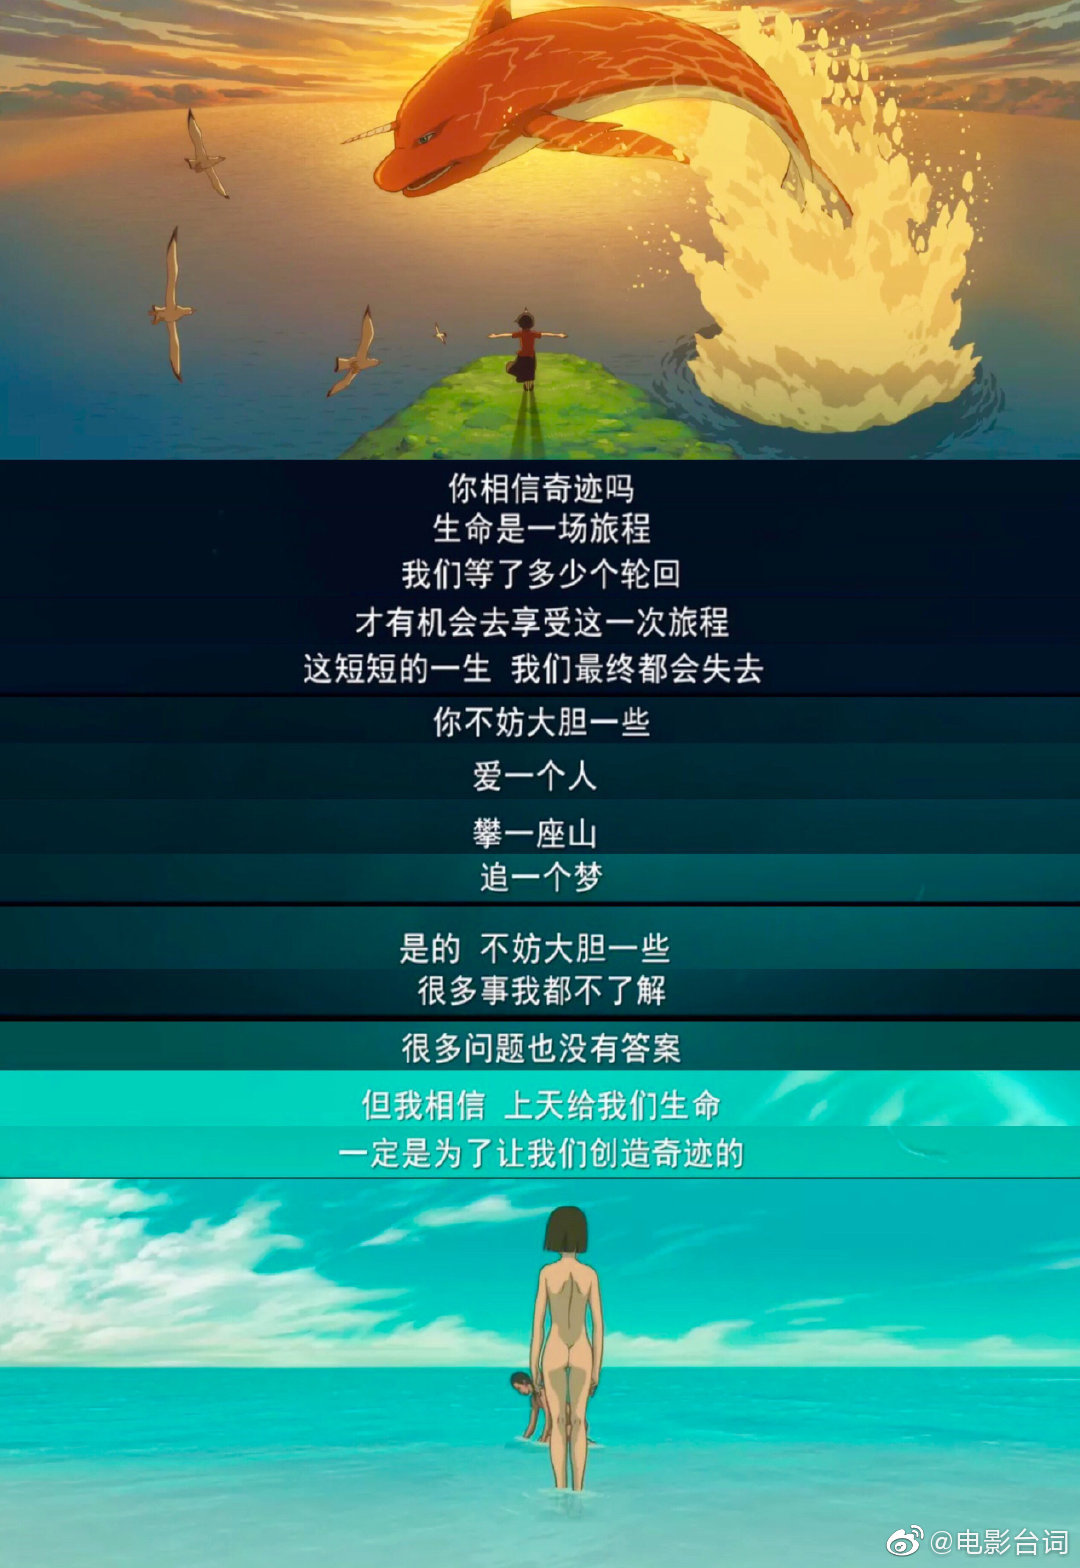 你相信奇迹吗
生命是一场旅程
我们等了多少个轮回
才有机会去享受这一次旅程
这短短的一生 我们最终都会失去
你不妨大胆一些
爱一个人
攀一座山
追一个梦
是的 不妨大胆一些
很多事我都不了解
很多问题也没有答案
但我相信 上天给我们生命
一定是为了让我们创造奇迹的
@电影台词